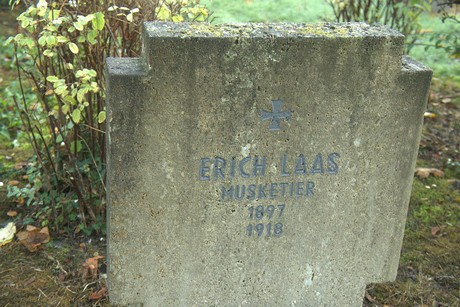 ERICH LAAS
MUSKETIER
1897
1918